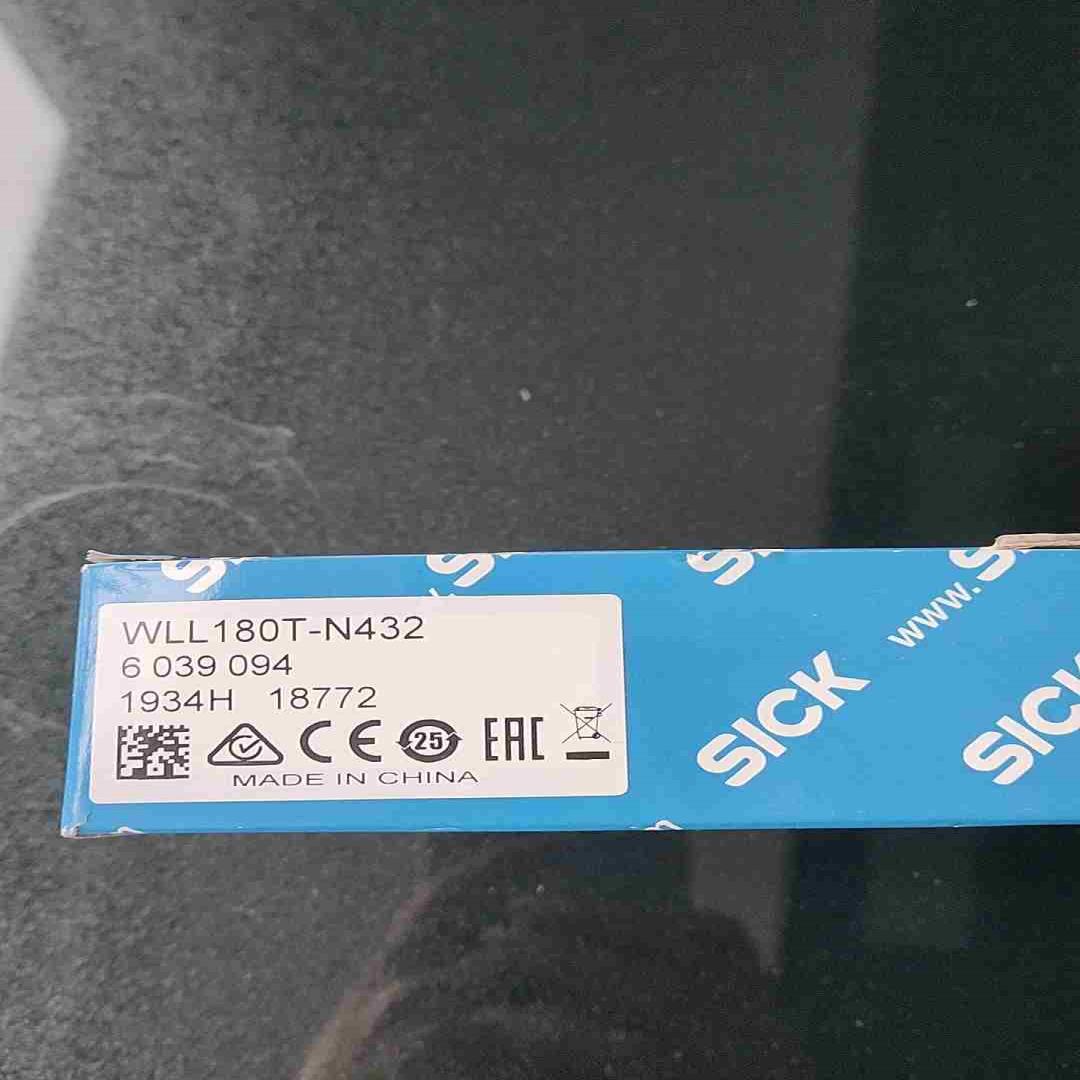 WLL180T-N432
6 039 094
1934H 18772
CE 25 EAC
MADE IN CHINA
www.S
SICK
SICK